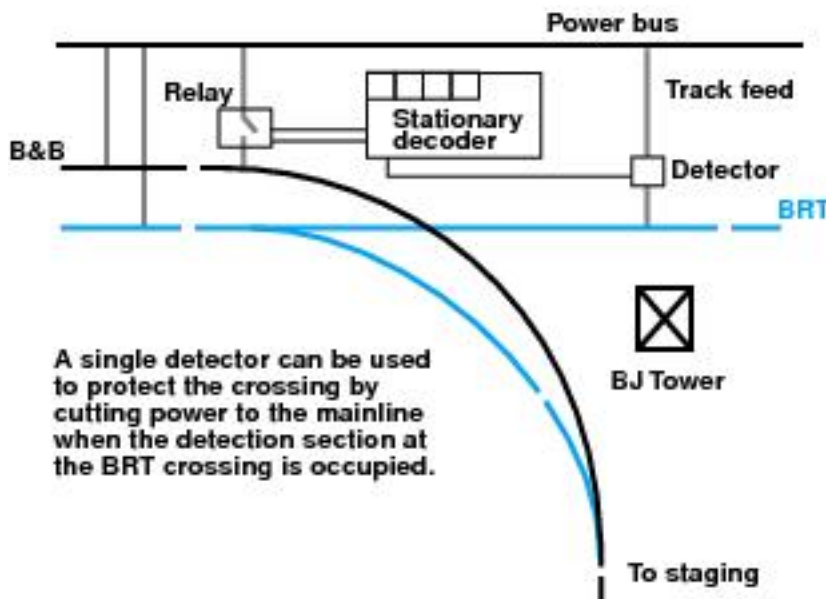 Power bus
Relay
Track feed
Stationary
decoder
B&B
Detector
BRT
A single detector can be used
to protect the crossing by
cutting power to the mainline
when the detection section at
the BRT crossing is occupied.
BJ Tower
To staging